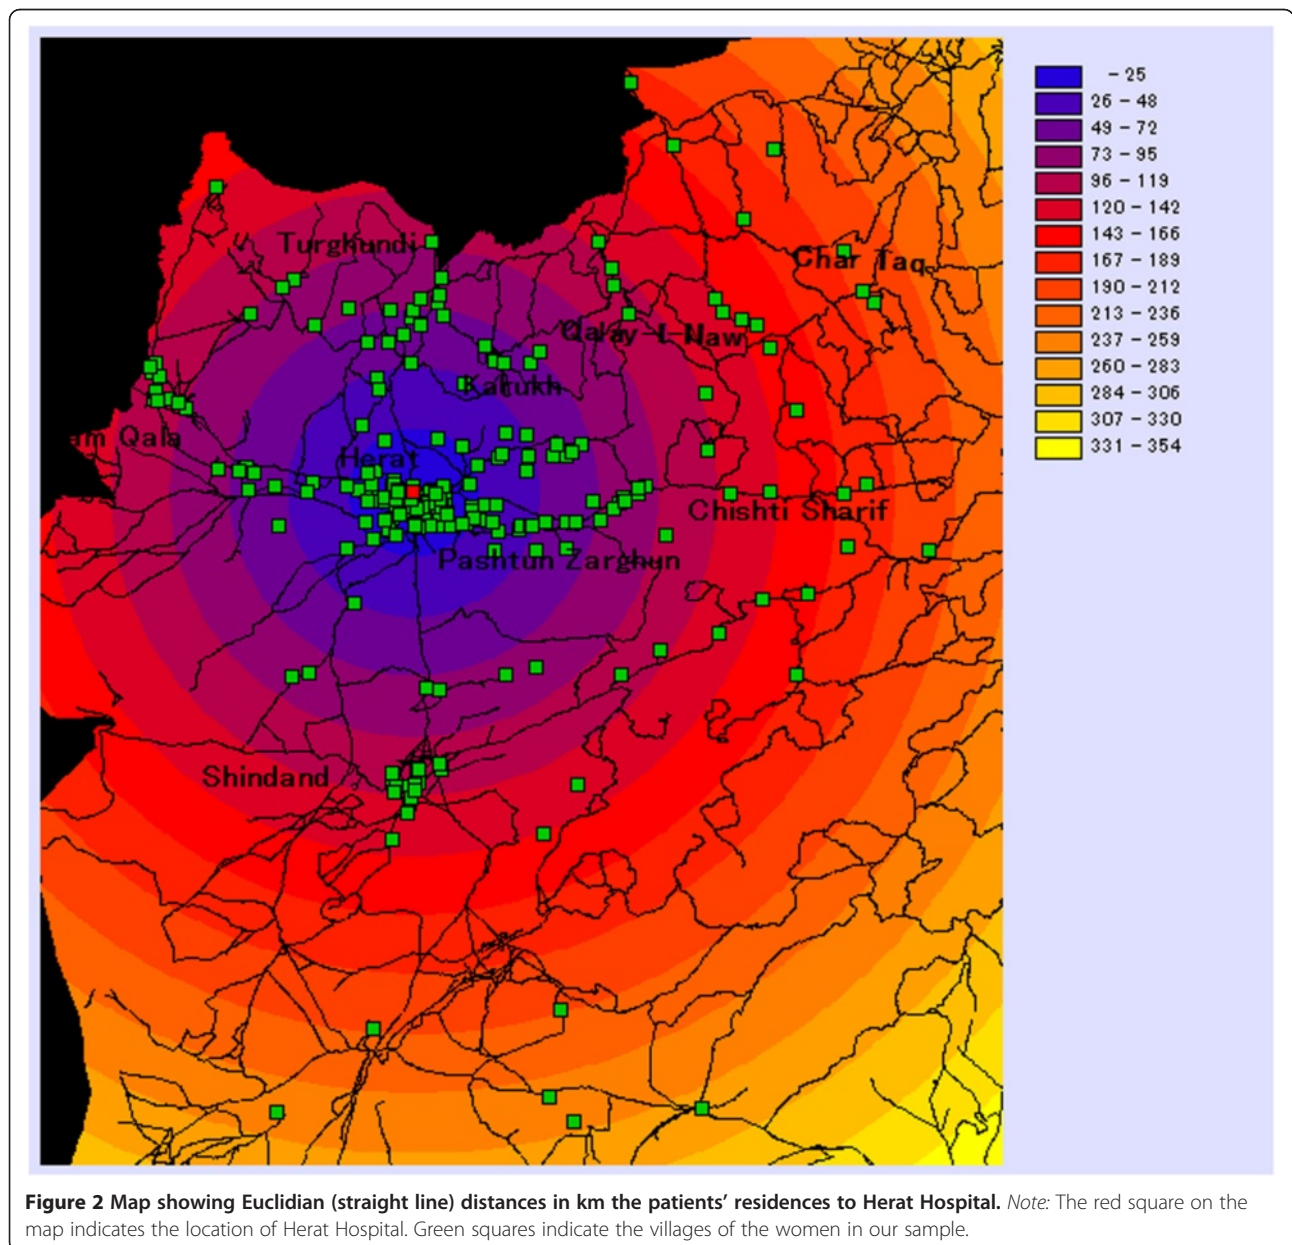 - 25
26 - 48
49 - 72
73 - 95
96 - 119
120 - 142
143 - 166
167 - 189
190 - 212
213 - 236
237 - 259
260 - 283
284 - 306
307 - 330
331 - 354
Turghundi
Char Taq
Qalay-I-Naw
Karukh
am Qala
Herat
Chishti Sharif
Pashtun Zarghun
Shindand
Figure 2 Map showing Euclidian (straight line) distances in km the patients' residences to Herat Hospital. Note: The red square on the
map indicates the location of Herat Hospital. Green squares indicate the villages of the women in our sample.